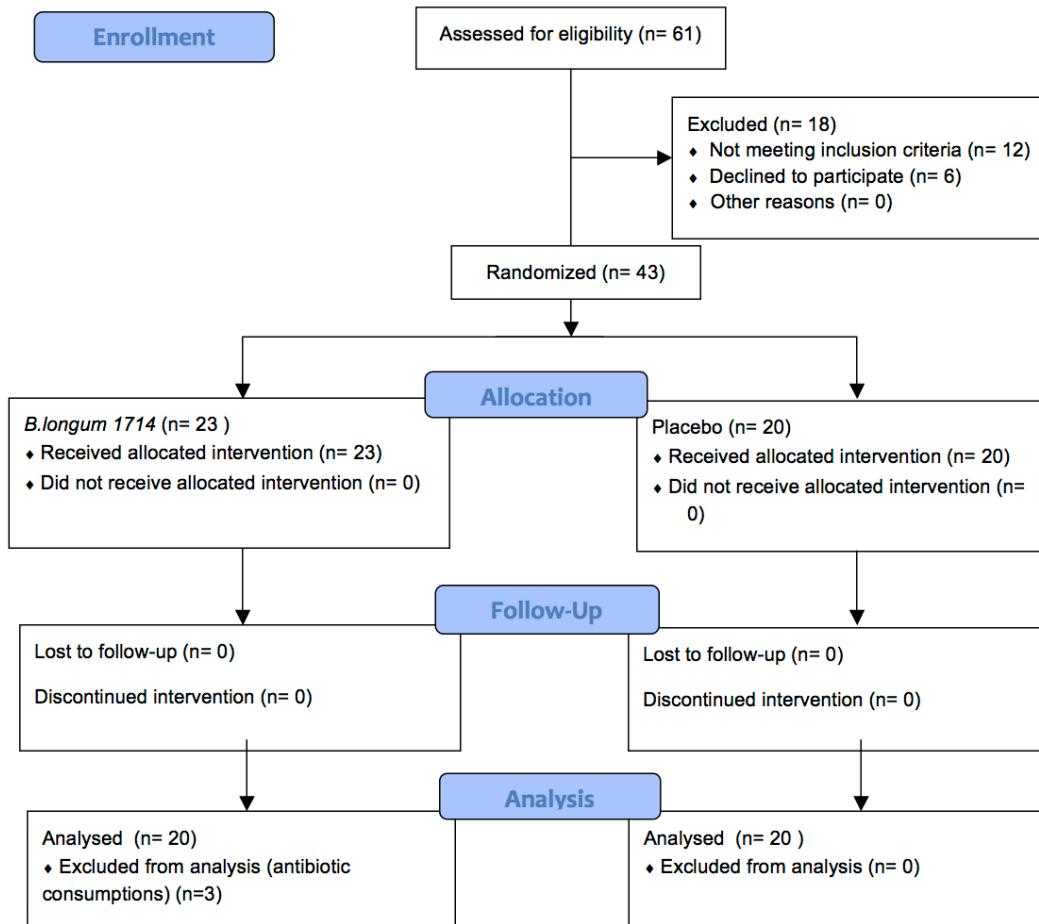 Enrollment
Assessed for eligibility (n= 61)
Excluded (n= 18)
♦ Not meeting inclusion criteria (n= 12)
♦ Declined to participate (n= 6)
♦ Other reasons (n= 0)
Randomized (n= 43)
Allocation
B.longum 1714 (n= 23 )
♦ Received allocated intervention (n= 23)
♦ Did not receive allocated intervention (n= 0)
Placebo (n= 20)
♦ Received allocated intervention (n= 20)
♦ Did not receive allocated intervention (n=
0)
Follow-Up
Lost to follow-up (n= 0)
Discontinued intervention (n= 0)
Lost to follow-up (n= 0)
Discontinued intervention (n= 0)
Analysis
Analysed (n= 20)
♦ Excluded from analysis (antibiotic
consumptions) (n=3)
Analysed (n= 20 )
♦ Excluded from analysis (n= 0)